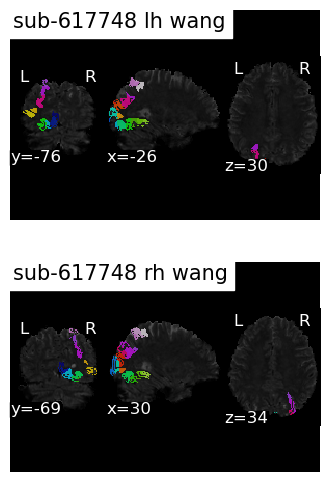 sub-617748 lh wang
L R L R
y=-76 x=-26 z=30
sub-617748 rh wang
L R L R
y=-69 x=30 z=34